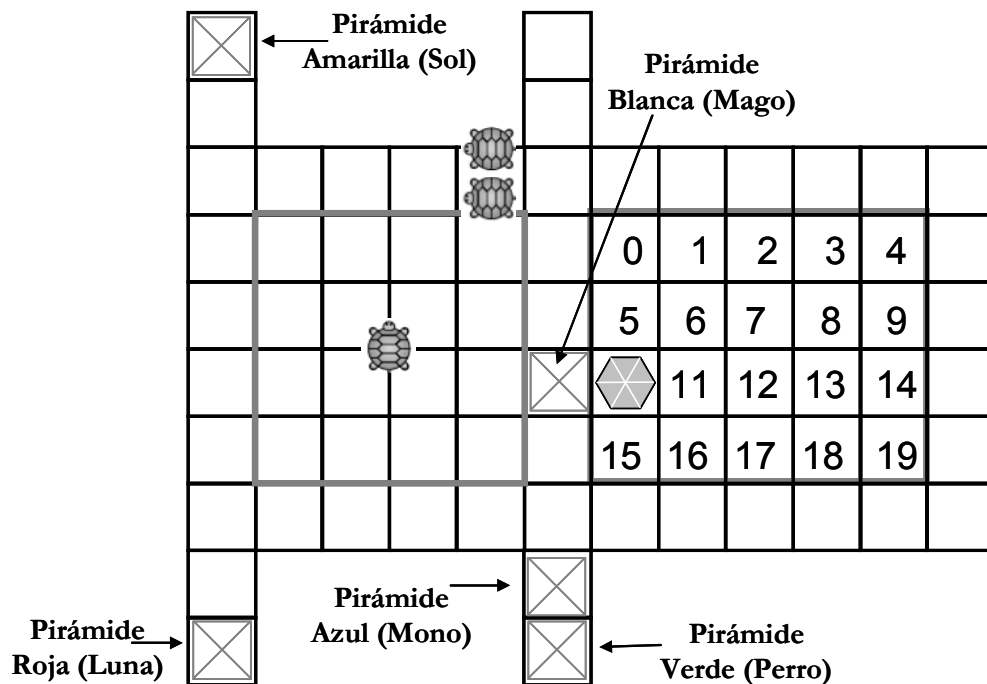 Pirámide
Amarilla (Sol)
Pirámide
Blanca (Mago)
0 1 2 3 4
5 6 7 8 9
11 12 13 14
15 16 17 18 19
Pirámide
Azul (Mono)
Pirámide
Roja (Luna)
Pirámide
Verde (Perro)